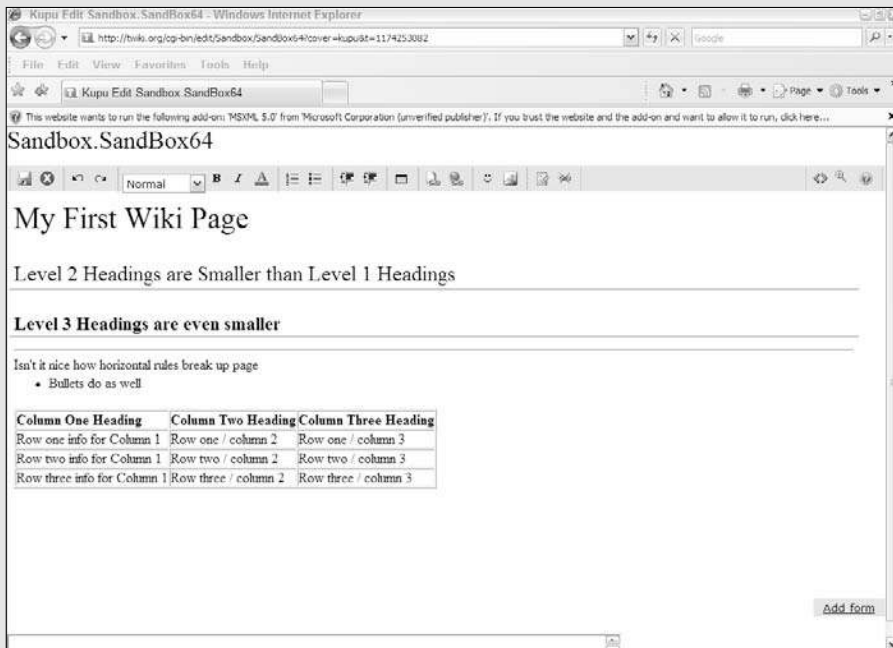 Kupu Edit Sandbox.SandBox64 - Windows Internet Explorer
http://twiki.org/cgi-bin/edit/Sandbox/SandBox64?cover=kupu&t=1174253082
Google
File Edit View Favorites Tools Help
Kupu Edit Sandbox.SandBox64
Page Tools
This website wants to run the following add-on: 'MSXML 5.0' from 'Microsoft Corporation (unverified publisher)'. If you trust the website and the add-on and want to allow it to run, click here...
Sandbox.SandBox64
Normal B I A
My First Wiki Page
Level 2 Headings are Smaller than Level 1 Headings
Level 3 Headings are even smaller
Isn't it nice how horizontal rules break up page
• Bullets do as well
Column One Heading Column Two Heading Column Three Heading
Row one info for Column 1 Row one / column 2 Row one / column 3
Row two info for Column 1 Row two / column 2 Row two / column 3
Row three info for Column 1 Row three / column 2 Row three / column 3
Add form